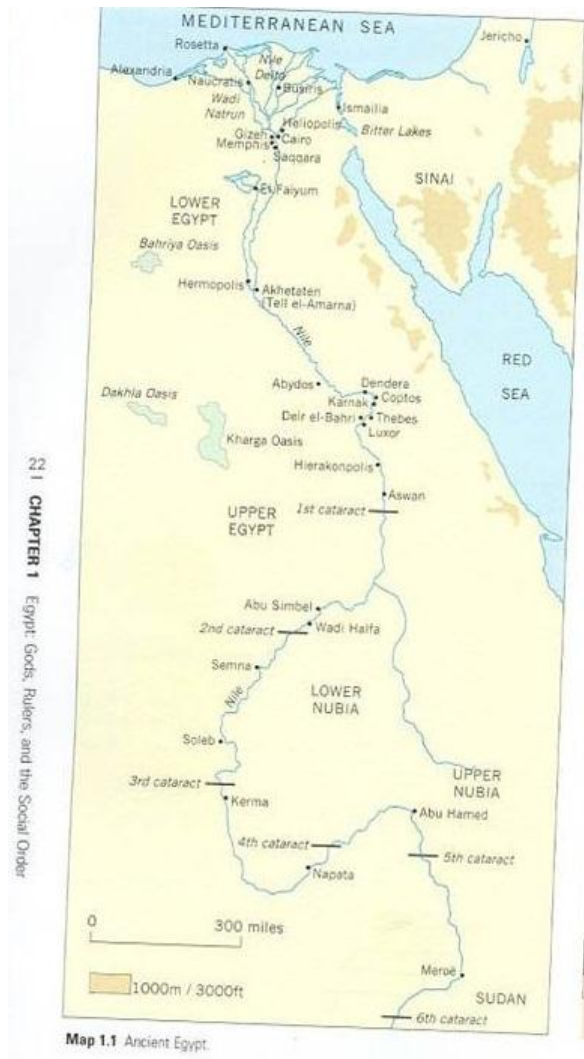 MEDITERRANEAN SEA
Rosetta
Jericho
Nile
Delta
Alexandria
Naucratis
Busiris
Wadi
Natrun
Ismailia
Heliopolis
Bitter Lakes
Gizeh
Cairo
Memphis
Saqqara
SINAI
El Faiyum
LOWER
EGYPT
Bahriya Oasis
Hermopolis
Akhetaten
(Tell el-Amarna)
Nile
RED
SEA
Abydos
Dendera
Coptos
Karnak
Dakhla Oasis
Deir el-Bahri
Thebes
Luxor
Kharga Oasis
Hierakonpolis
Aswan
1st cataract
UPPER
EGYPT
Abu Simbel
2nd cataract
Wadi Halfa
Semna
LOWER
NUBIA
Nile
Soleb
UPPER
NUBIA
3rd cataract
Kerma
Abu Hamed
4th cataract
5th cataract
Napata
0 300 miles
Meroë
1000m / 3000ft
SUDAN
6th cataract
Map 1.1 Ancient Egypt.
22 | CHAPTER 1 Egypt: Gods, Rulers, and the Social Order